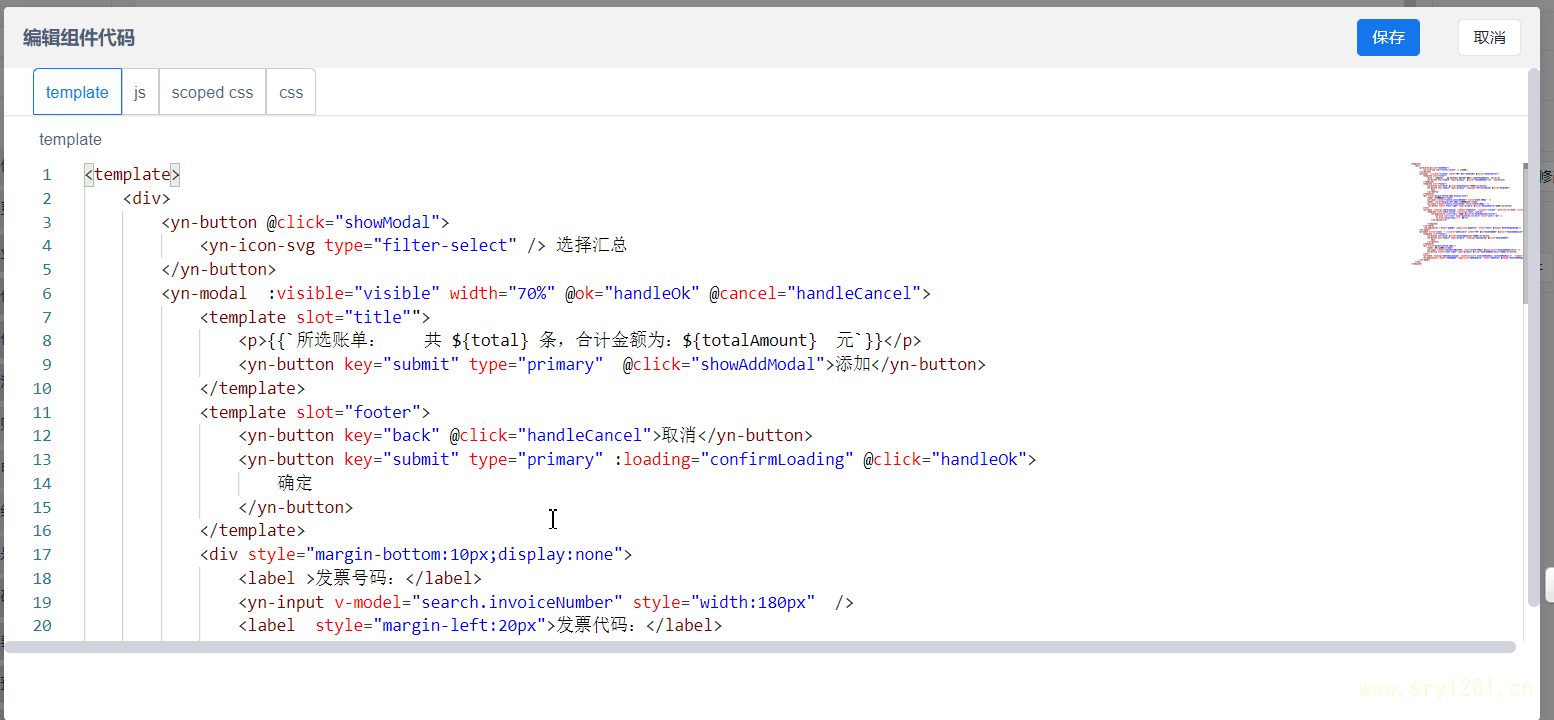 编辑组件代码
保存
取消
template
js
scoped css
css
template
1 <template>
2 <div>
3 <yn-button @click="showModal">
4 <yn-icon-svg type="filter-select" /> 选择汇总
5 </yn-button>
6 <yn-modal  :visible="visible" width="70%" @ok="handleOk" @cancel="handleCancel">
7 <template slot="title"">
8 <p>{{`所选账单：    共 ${total} 条，合计金额为：${totalAmount}  元`}}</p>
9 <yn-button key="submit" type="primary"  @click="showAddModal">添加</yn-button>
10 </template>
11 <template slot="footer">
12 <yn-button key="back" @click="handleCancel">取消</yn-button>
13 <yn-button key="submit" type="primary" :loading="confirmLoading" @click="handleOk">
14 确定
15 </yn-button>
16 </template>
17 <div style="margin-bottom:10px;display:none">
18 <label >发票号码：</label>
19 <yn-input v-model="search.invoiceNumber" style="width:180px"  />
20 <label  style="margin-left:20px">发票代码：</label>
www.sry1201.cn